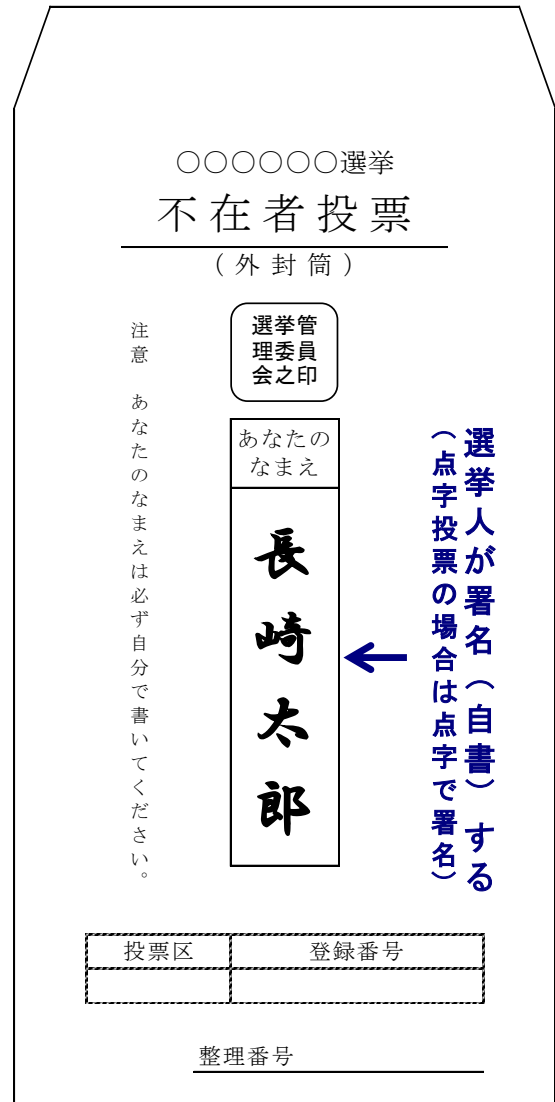 ○○○○○○選挙
不在者投票
（外封筒）
選挙管
理委員
会之印
あなたの
なまえ
長崎太郎
選挙人が署名（自書）する
（点字投票の場合は点字で署名）
注意　あなたのなまえは必ず自分で書いてください。
投票区
登録番号
整理番号